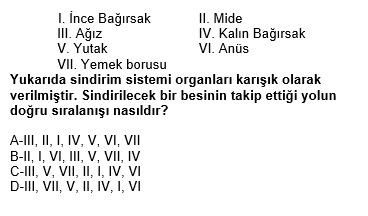 I. İnce Bağırsak II. Mide
III. Ağız IV. Kalın Bağırsak
V. Yutak VI. Anüs
VII. Yemek borusu
Yukarıda sindirim sistemi organları karışık olarak
verilmiştir. Sindirilecek bir besinin takip ettiği yolun
doğru sıralanışı nasıldır?
A-III, II, I, IV, V, VI, VII
B-II, I, VI, III, V, VII, IV
C-III, V, VII, II, I, IV, VI
D-III, VII, V, II, IV, I, VI